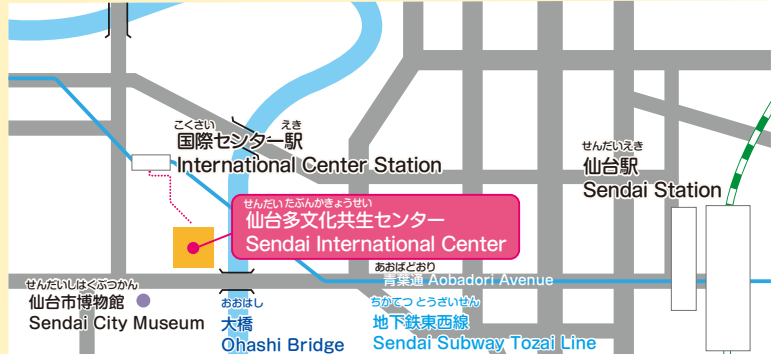 こくさい えき
国際センター駅
International Center Station
せんだいえき
仙台駅
Sendai Station
せんだい たぶんかきょうせい
仙台多文化共生センター
Sendai International Center
あおばどおり
青葉通 Aobadori Avenue
せんだいしはくぶつかん
仙台市博物館
Sendai City Museum
おおはし
大橋
Ohashi Bridge
ちかてつ とうざいせん
地下鉄東西線
Sendai Subway Tozai Line